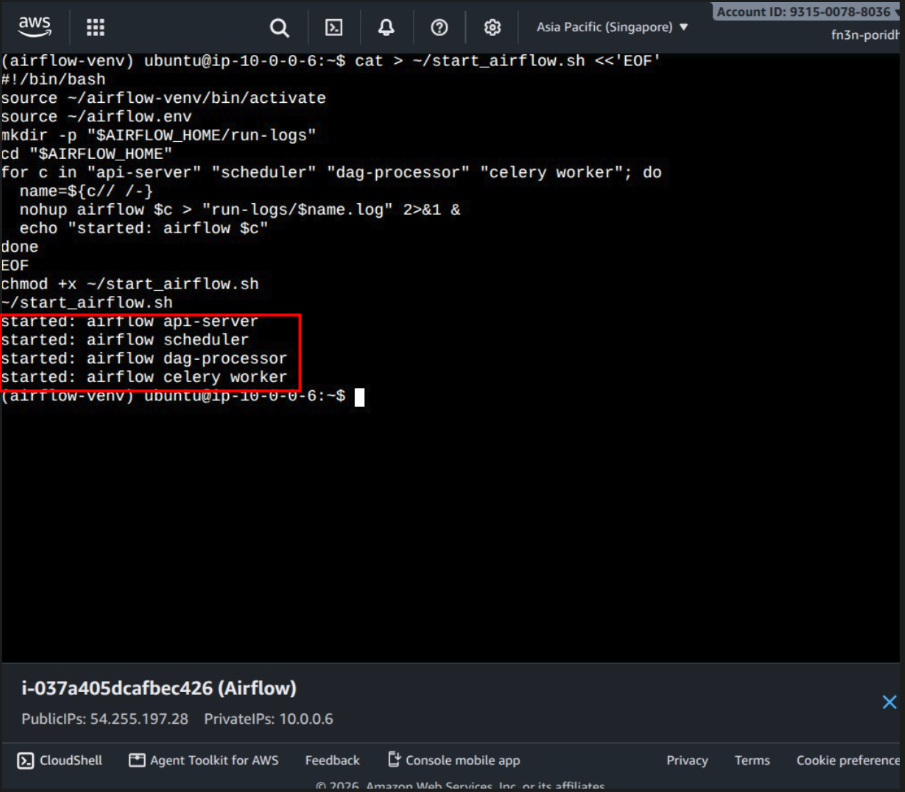 aws
Asia Pacific (Singapore) ▼
Account ID: 9315-0078-8036
fn3n-poridh
(airflow-venv) ubuntu@ip-10-0-0-6:~$ cat > ~/start_airflow.sh <<'EOF'
#!/bin/bash
source ~/airflow-venv/bin/activate
source ~/airflow.env
mkdir -p "$AIRFLOW_HOME/run-logs"
cd "$AIRFLOW_HOME"
for c in "api-server" "scheduler" "dag-processor" "celery worker"; do
  name=${c// /-}
  nohup airflow $c > "run-logs/$name.log" 2>&1 &
  echo "started: airflow $c"
done
EOF
chmod +x ~/start_airflow.sh
~/start_airflow.sh
started: airflow api-server
started: airflow scheduler
started: airflow dag-processor
started: airflow celery worker
(airflow-venv) ubuntu@ip-10-0-0-6:~$
i-037a405dcafbec426 (Airflow)
PublicIPs: 54.255.197.28 PrivateIPs: 10.0.0.6
CloudShell Agent Toolkit for AWS Feedback Console mobile app Privacy Terms Cookie preference
© 2026, Amazon Web Services, Inc. or its affiliates.